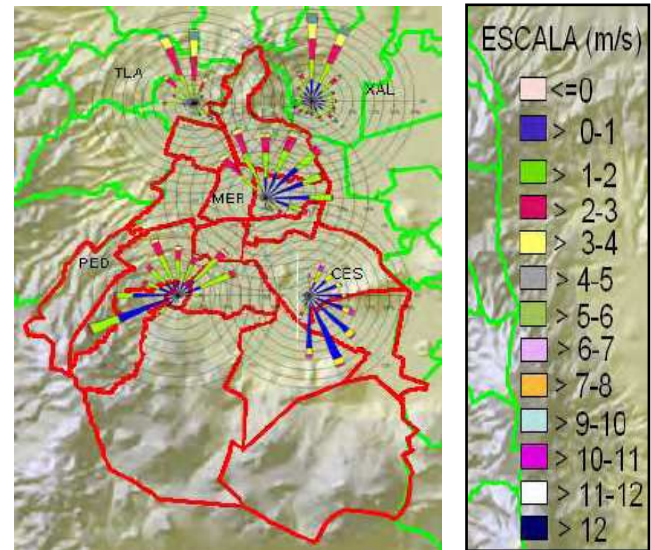 TLA
XAL
MER
PED
CES
ESCALA (m/s)
<=0
> 0-1
> 1-2
> 2-3
> 3-4
> 4-5
> 5-6
> 6-7
> 7-8
> 9-10
> 10-11
> 11-12
> 12